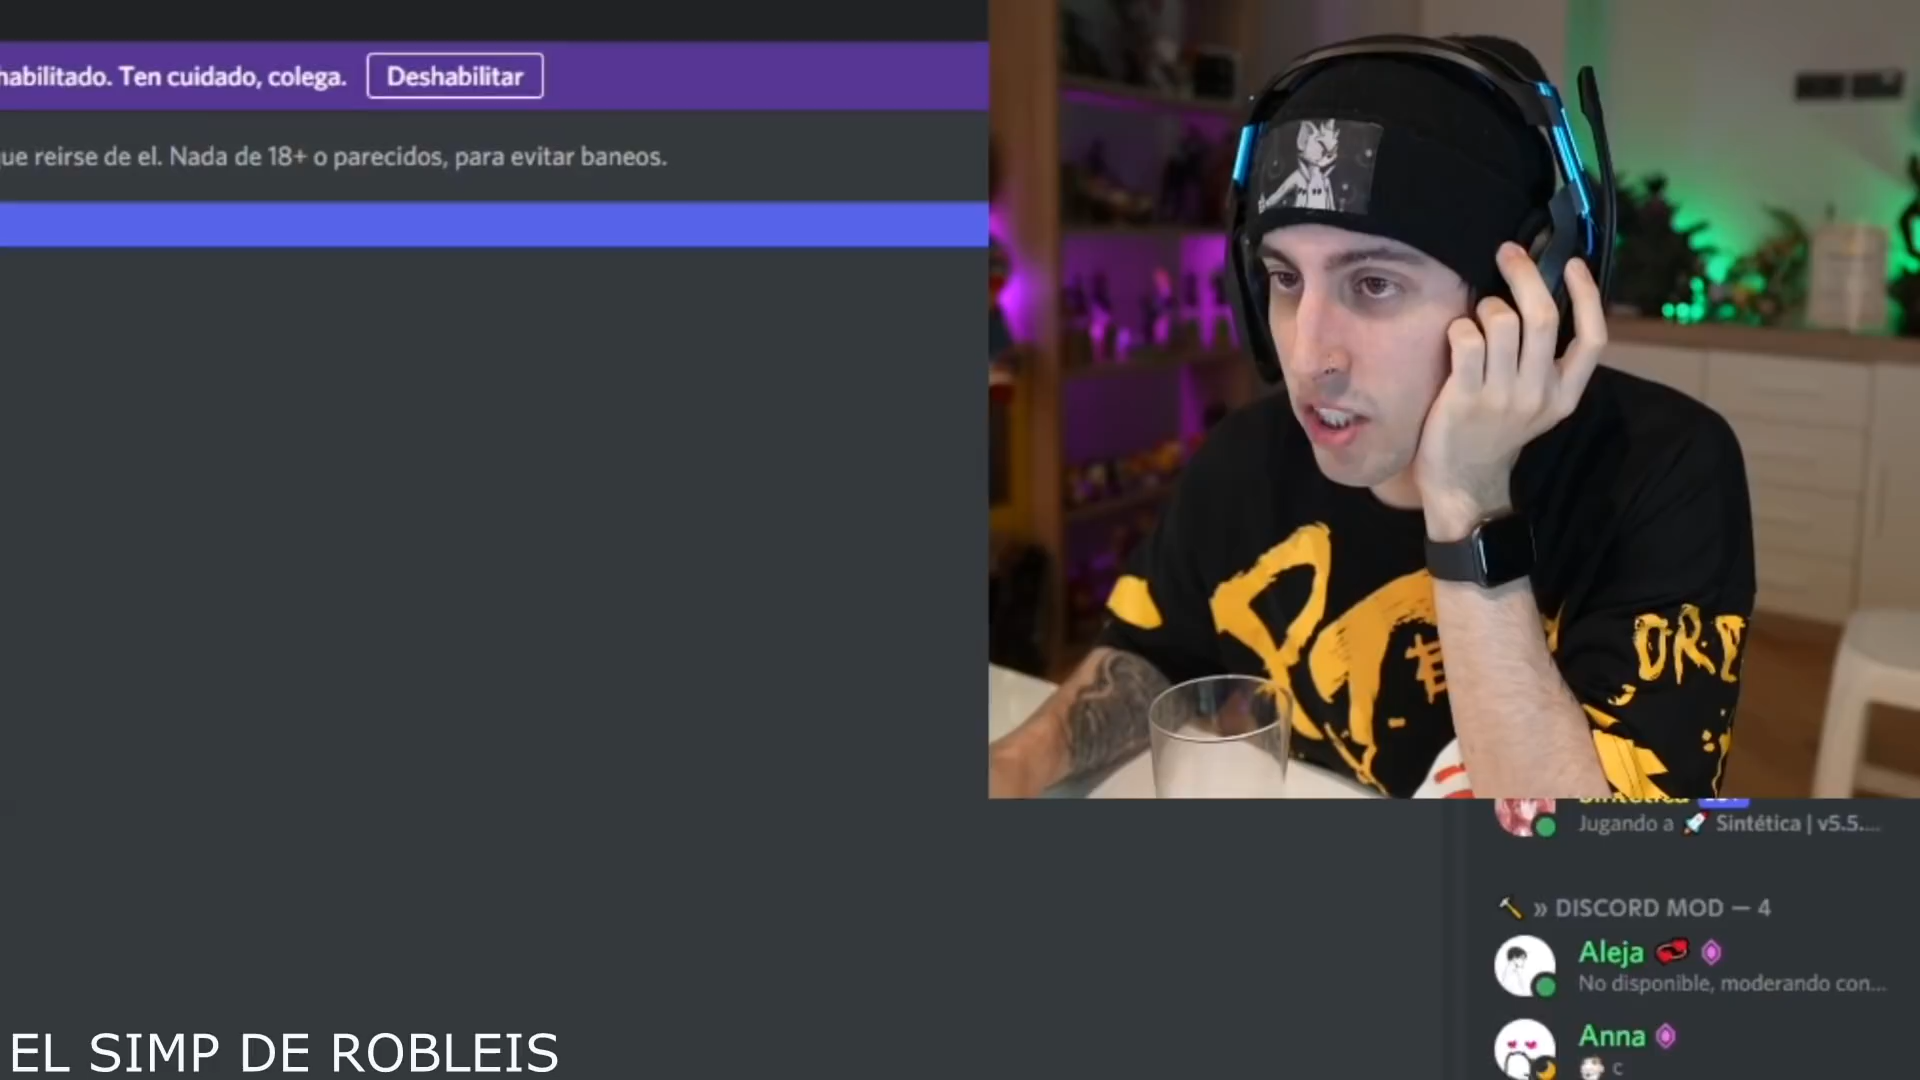 habilitado. Ten cuidado, colega. Deshabilitar
ue reirse de el. Nada de 18+ o parecidos, para evitar baneos.
Jugando a 🚀 Sintética | v5.5....
» DISCORD MOD — 4
Aleja
No disponible, moderando con...
Anna
c
EL SIMP DE ROBLEIS